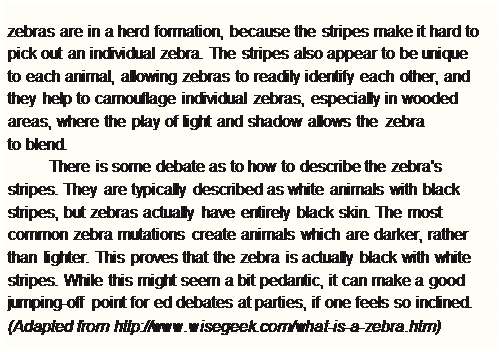 zebras are in a herd formation, because the stripes make it hard to
pick out an individual zebra. The stripes also appear to be unique
to each animal, allowing zebras to readily identify each other, and
they help to camouflage individual zebras, especially in wooded
areas, where the play of light and shadow allows the zebra
to blend.
There is some debate as to how to describe the zebra's
stripes. They are typically described as white animals with black
stripes, but zebras actually have entirely black skin. The most
common zebra mutations create animals which are darker, rather
than lighter. This proves that the zebra is actually black with white
stripes. While this might seem a bit pedantic, it can make a good
jumping-off point for ed debates at parties, if one feels so inclined.
(Adapted from http://www.wisegeek.com/what-is-a-zebra.htm)